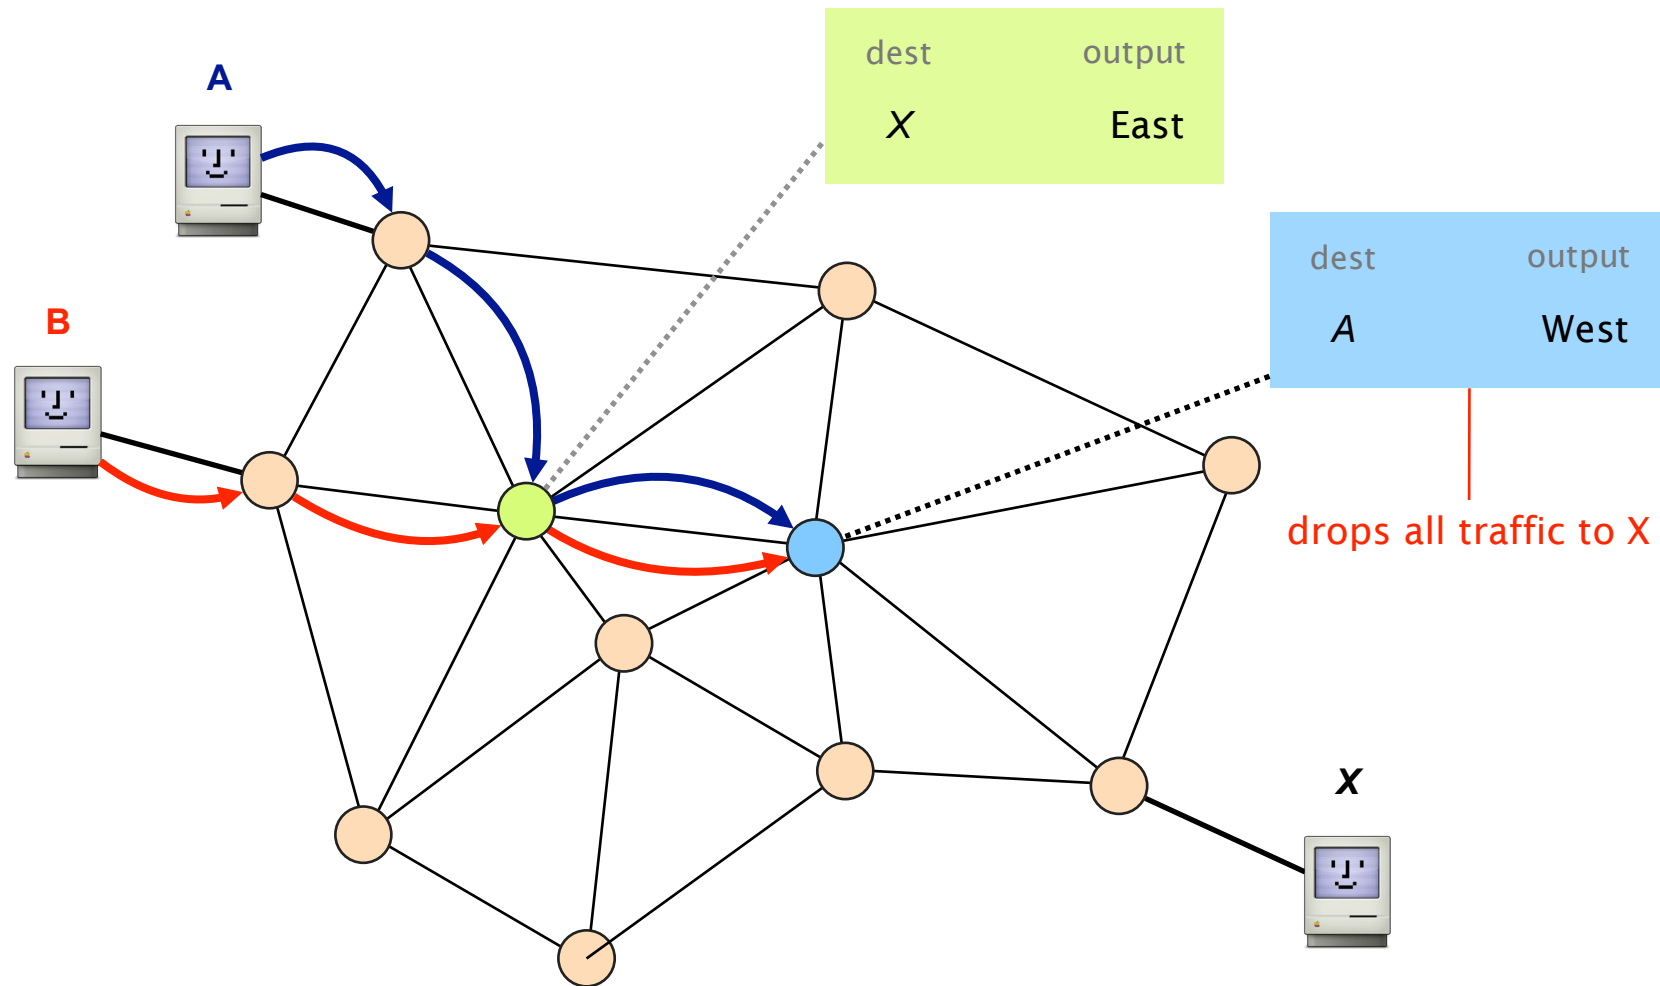 A
dest output
X East
dest output
A West
B
drops all traffic to X
X